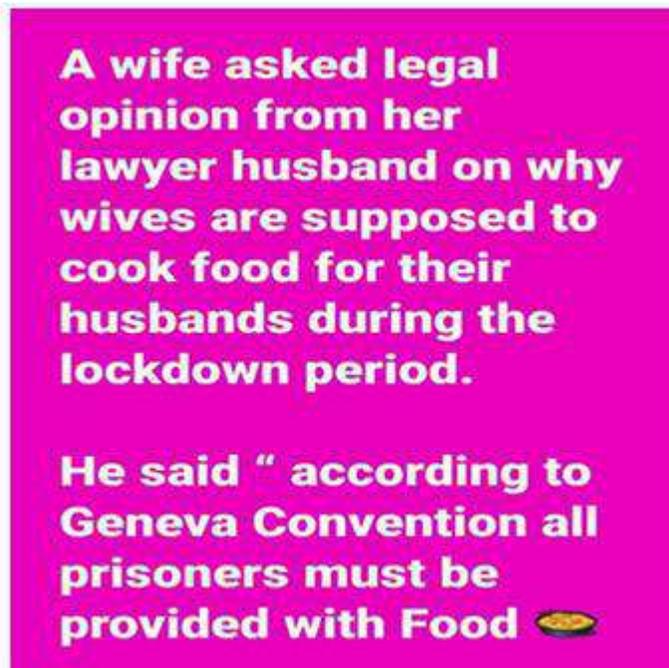 A wife asked legal
opinion from her
lawyer husband on why
wives are supposed to
cook food for their
husbands during the
lockdown period.
He said “ according to
Geneva Convention all
prisoners must be
provided with Food 🥘